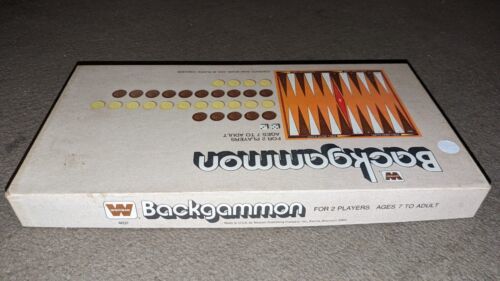 Backgammon
FOR 2 PLAYERS
AGES 7 TO ADULT
W Backgammon FOR 2 PLAYERS AGES 7 TO ADULT